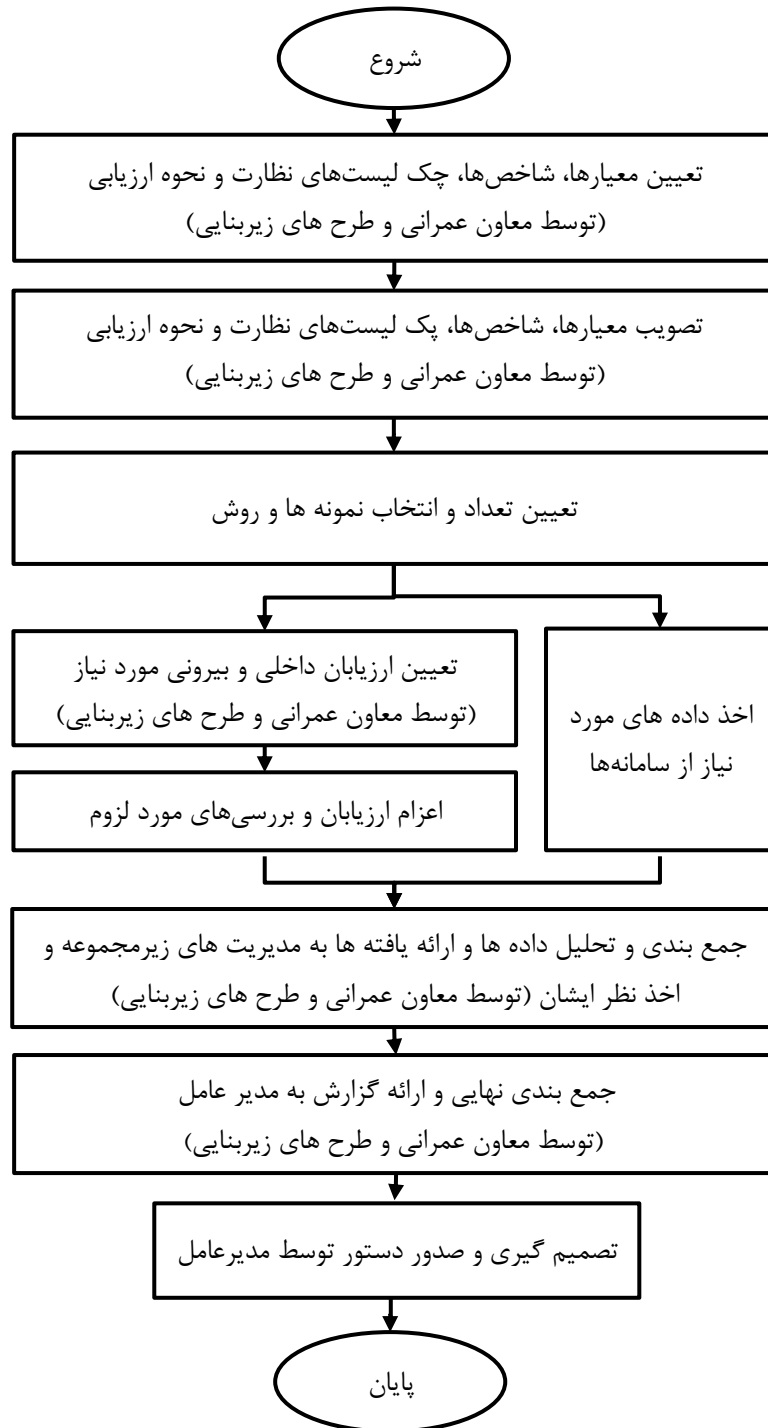 شروع
تعیین معیارها، شاخص‌ها، چک لیست‌های نظارت و نحوه ارزیابی
(توسط معاون عمرانی و طرح های زیربنایی)
تصویب معیارها، شاخص‌ها، پک لیست‌های نظارت و نحوه ارزیابی
(توسط معاون عمرانی و طرح های زیربنایی)
تعیین تعداد و انتخاب نمونه ها و روش
اخذ داده های مورد
نیاز از سامانه‌ها
تعیین ارزیابان داخلی و بیرونی مورد نیاز
(توسط معاون عمرانی و طرح های زیربنایی)
اعزام ارزیابان و بررسی‌های مورد لزوم
جمع بندی و تحلیل داده ها و ارائه یافته ها به مدیریت های زیرمجموعه و
اخذ نظر ایشان (توسط معاون عمرانی و طرح های زیربنایی)
جمع بندی نهایی و ارائه گزارش به مدیر عامل
(توسط معاون عمرانی و طرح های زیربنایی)
تصمیم گیری و صدور دستور توسط مدیرعامل
پایان